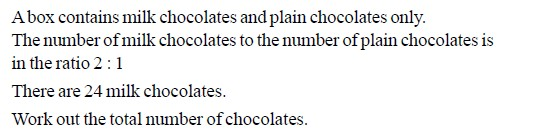 A box contains milk chocolates and plain chocolates only.
The number of milk chocolates to the number of plain chocolates is
in the ratio 2 : 1
There are 24 milk chocolates.
Work out the total number of chocolates.